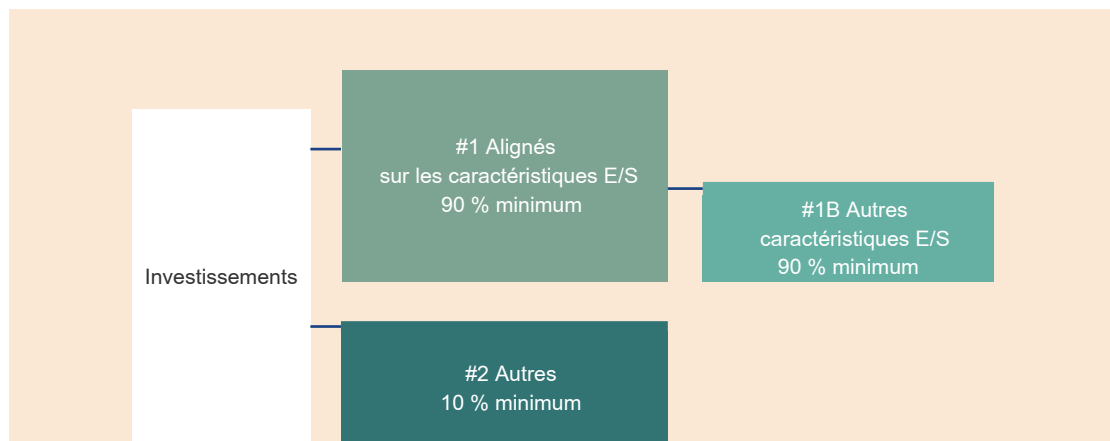 Investissements
#1 Alignés
sur les caractéristiques E/S
90 % minimum
#1B Autres
caractéristiques E/S
90 % minimum
#2 Autres
10 % minimum